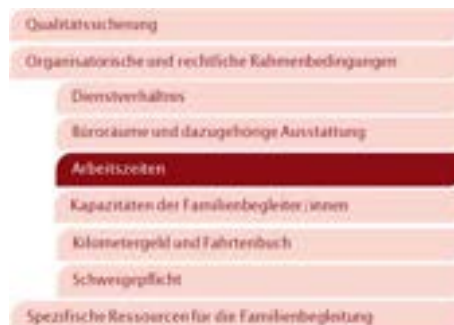 Qualitätssicherung
Organisatorische und rechtliche Rahmenbedingungen
Dienstverhältnis
Büroräume und dazugehörige Ausstattung
Arbeitszeiten
Kapazitäten der Familienbegleiter:innen
Kilometergeld und Fahrtenbuch
Schweigepflicht
Spezifische Ressourcen für die Familienbegleitung